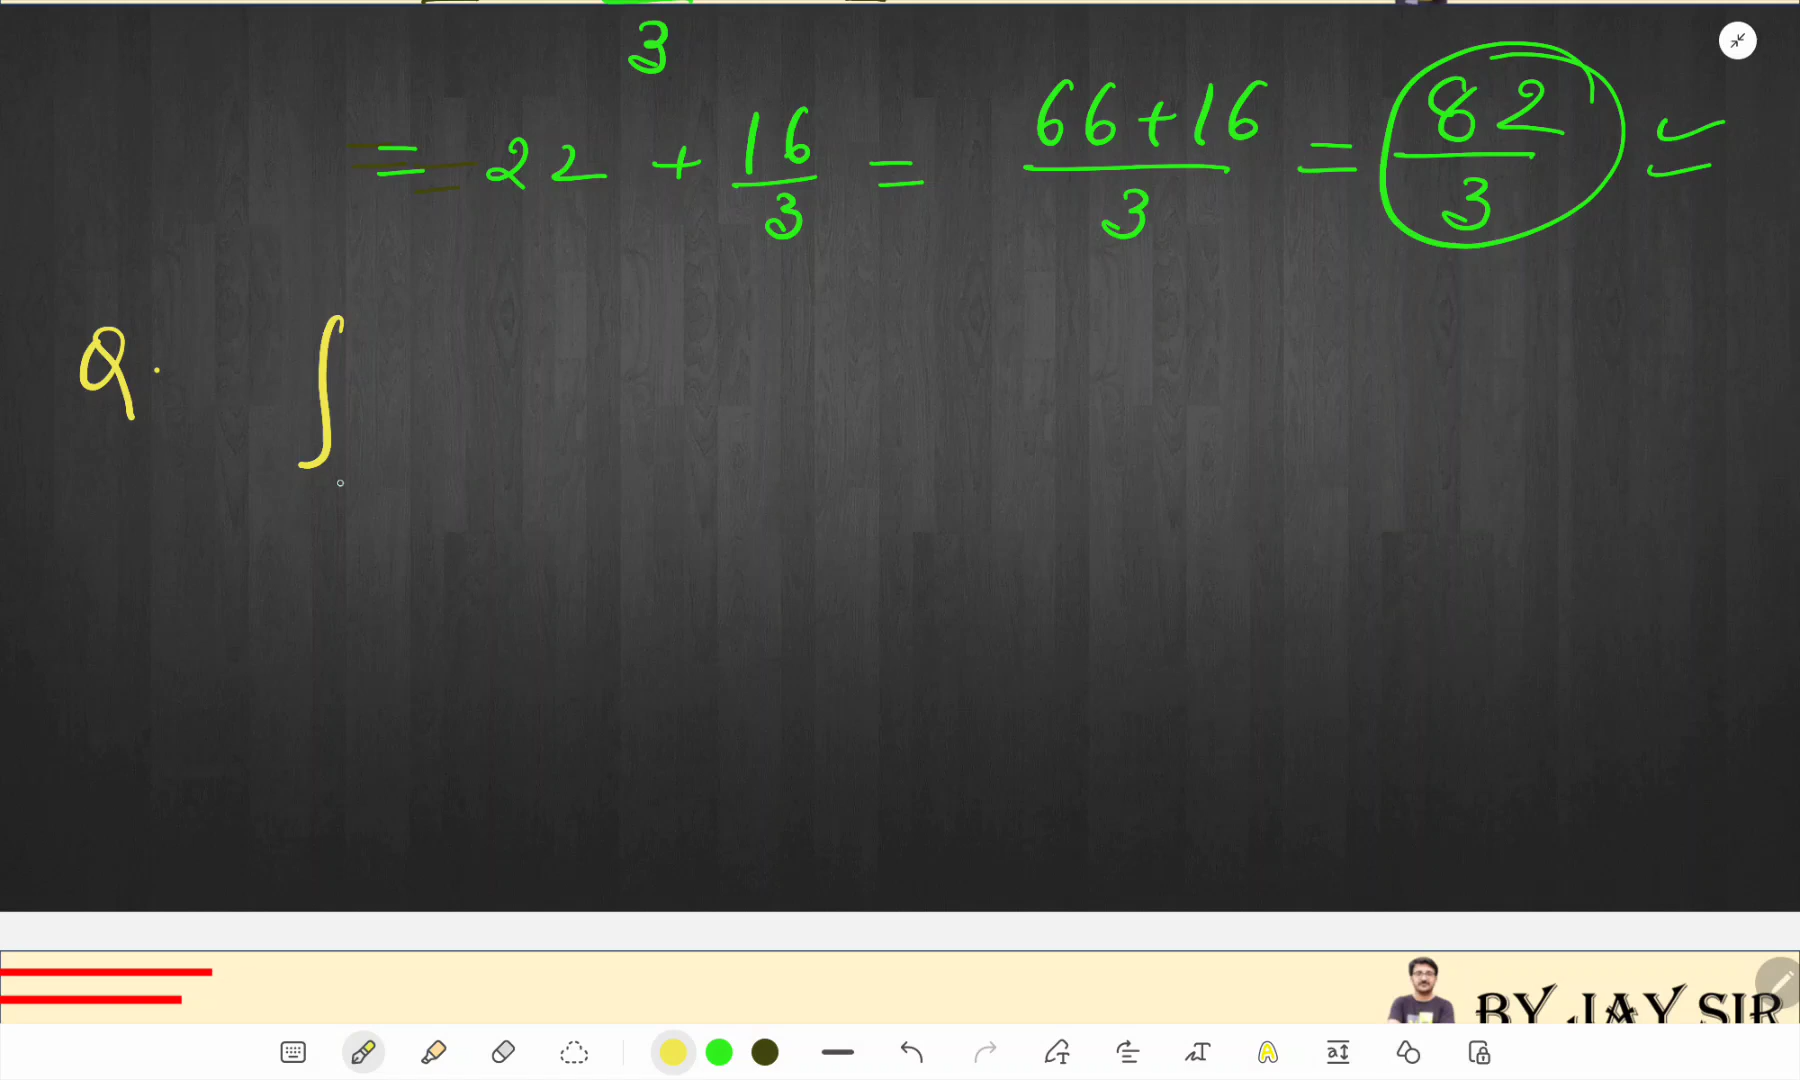 3
= 22 + 16/3 = 66+16/3 = 82/3
Q. ∫
BY JAY SIR